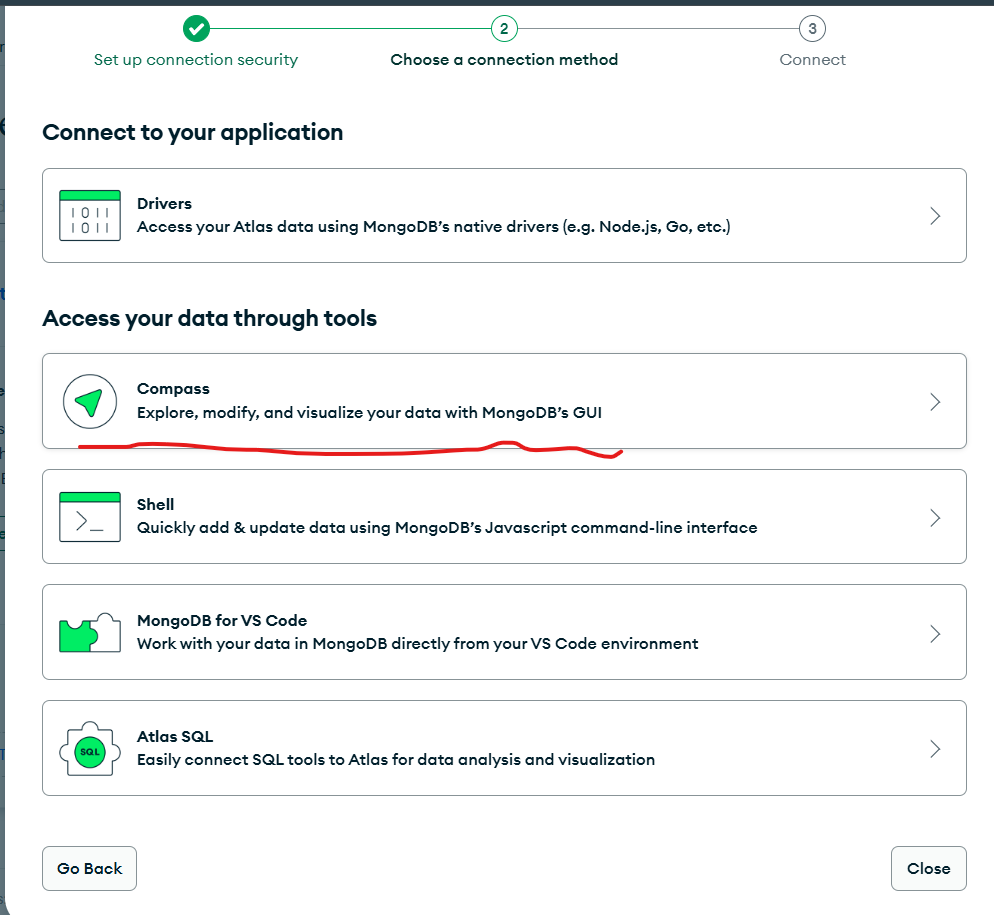 2
3
Set up connection security
Choose a connection method
Connect
Connect to your application
Drivers
Access your Atlas data using MongoDB's native drivers (e.g. Node.js, Go, etc.)
Access your data through tools
Compass
Explore, modify, and visualize your data with MongoDB's GUI
Shell
Quickly add & update data using MongoDB's Javascript command-line interface
MongoDB for VS Code
Work with your data in MongoDB directly from your VS Code environment
SQL
Atlas SQL
Easily connect SQL tools to Atlas for data analysis and visualization
Go Back
Close